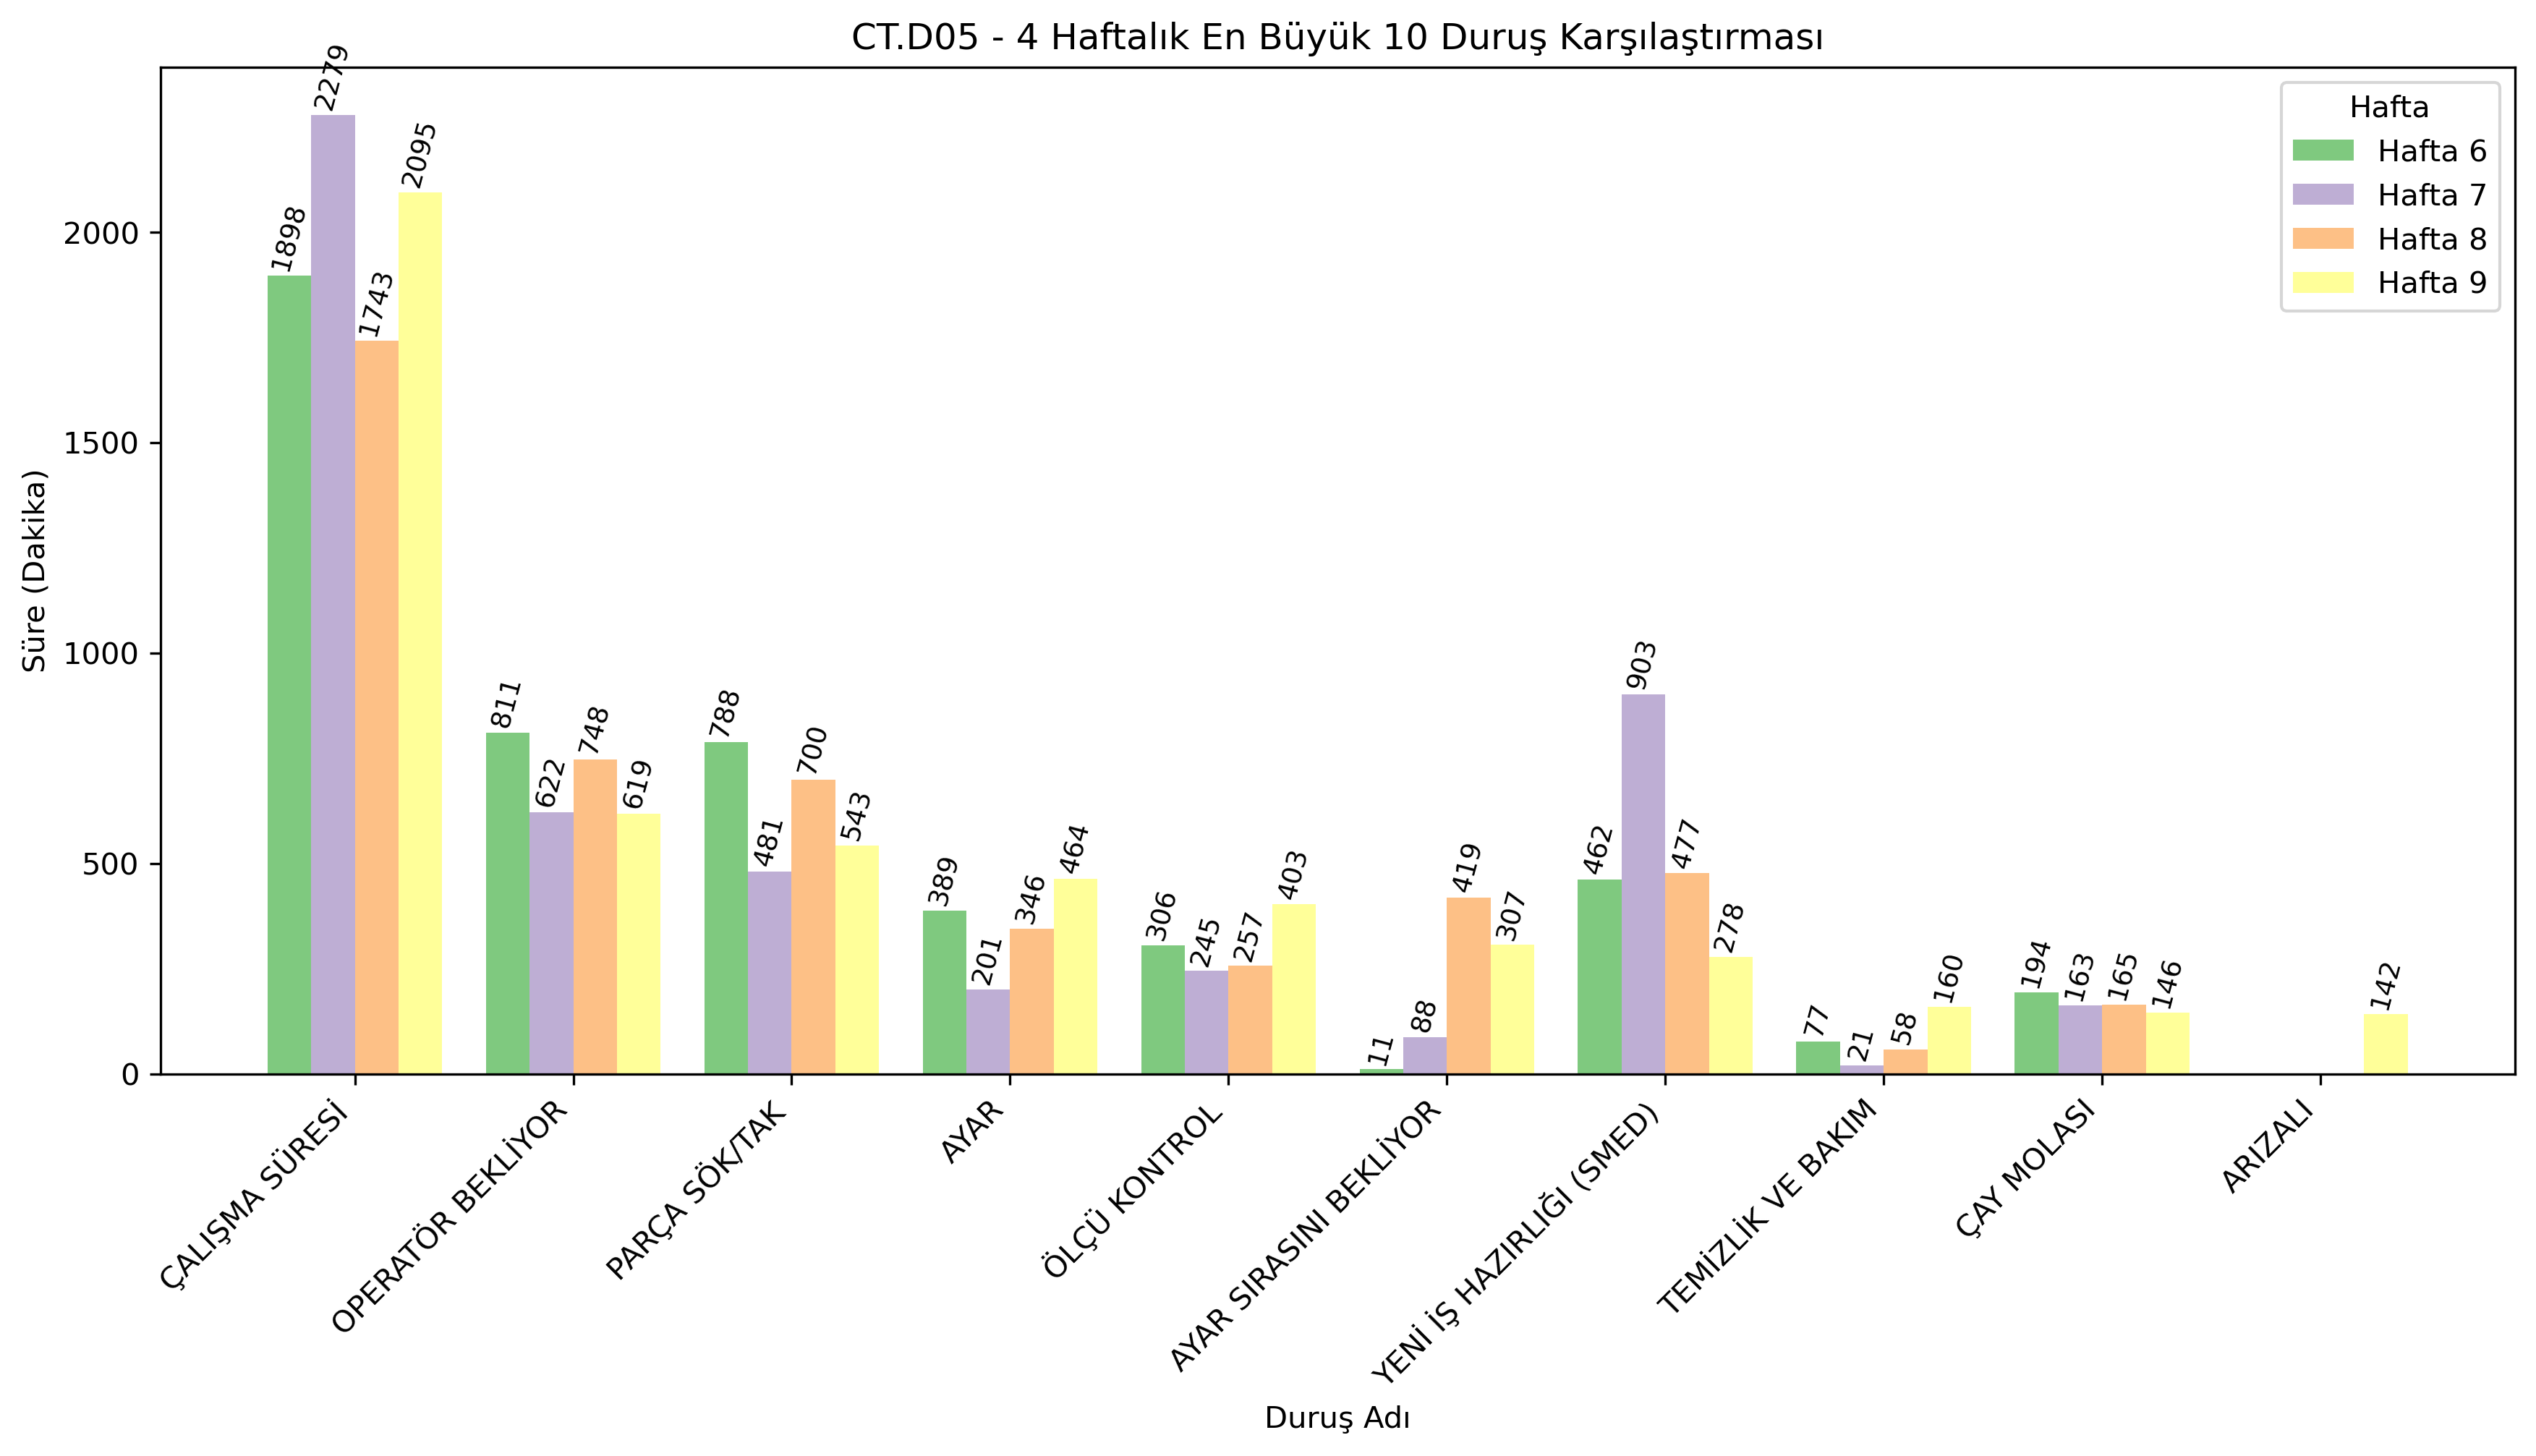 CT.D05 - 4 Haftalık En Büyük 10 Duruş Karşılaştırması
Hafta
Hafta 6
Hafta 7
Hafta 8
Hafta 9
Süre (Dakika)
2000
1500
1000
500
0
1898
2279
1743
2095
811
622
748
619
788
481
700
543
389
201
346
464
306
245
257
403
11
88
419
307
462
903
477
278
77
21
58
160
194
163
165
146
142
ÇALIŞMA SÜRESİ
OPERATÖR BEKLİYOR
PARÇA SÖK/TAK
AYAR
ÖLÇÜ KONTROL
AYAR SIRASINI BEKLİYOR
YENİ İŞ HAZIRLIĞI (SMED)
TEMİZLİK VE BAKIM
ÇAY MOLASI
ARIZALI
Duruş Adı